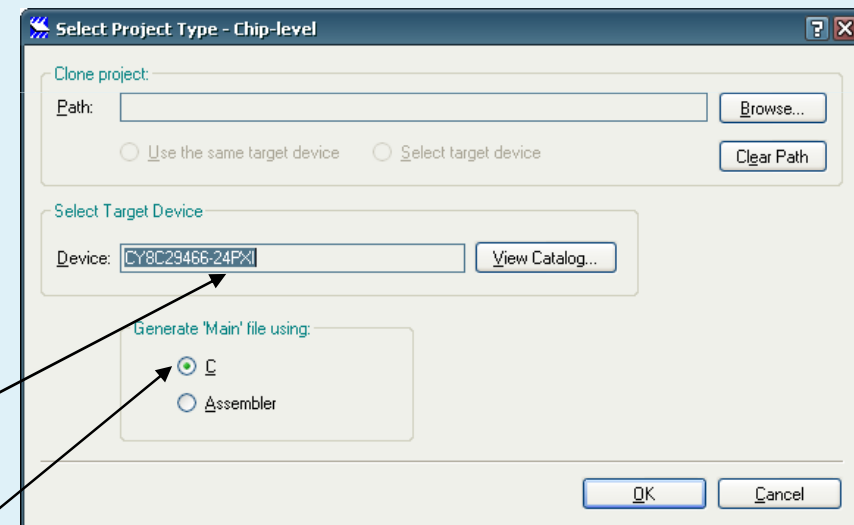 Select Project Type - Chip-level
Clone project:
Path:
Browse...
Use the same target device
Select target device
Clear Path
Select Target Device
Device:
CY8C29466-24PXI
View Catalog...
Generate 'Main' file using:
C
Assembler
OK
Cancel